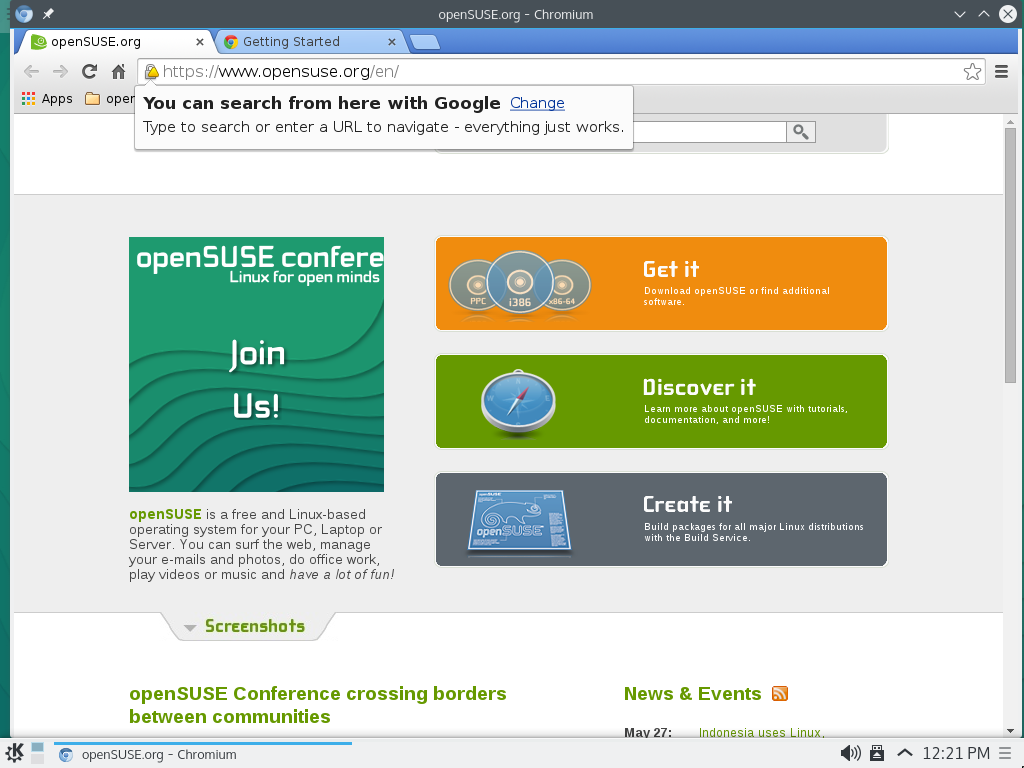 openSUSE.org - Chromium
openSUSE.org
Getting Started
https://www.opensuse.org/en/
Apps
open
You can search from here with Google Change
Type to search or enter a URL to navigate - everything just works.
openSUSE confere
Linux for open minds
Join
Us!
PPC
i386
x86-64
Get it
Download openSUSE or find additional
software.
Discover it
Learn more about openSUSE with tutorials,
documentation, and more!
openSUSE
Create it
Build packages for all major Linux distributions
with the Build Service.
openSUSE is a free and Linux-based
operating system for your PC, Laptop or
Server. You can surf the web, manage
your e-mails and photos, do office work,
play videos or music and have a lot of fun!
Screenshots
openSUSE Conference crossing borders
between communities
News & Events
May 27:
Indonesia uses Linux,
openSUSE.org - Chromium
12:21 PM